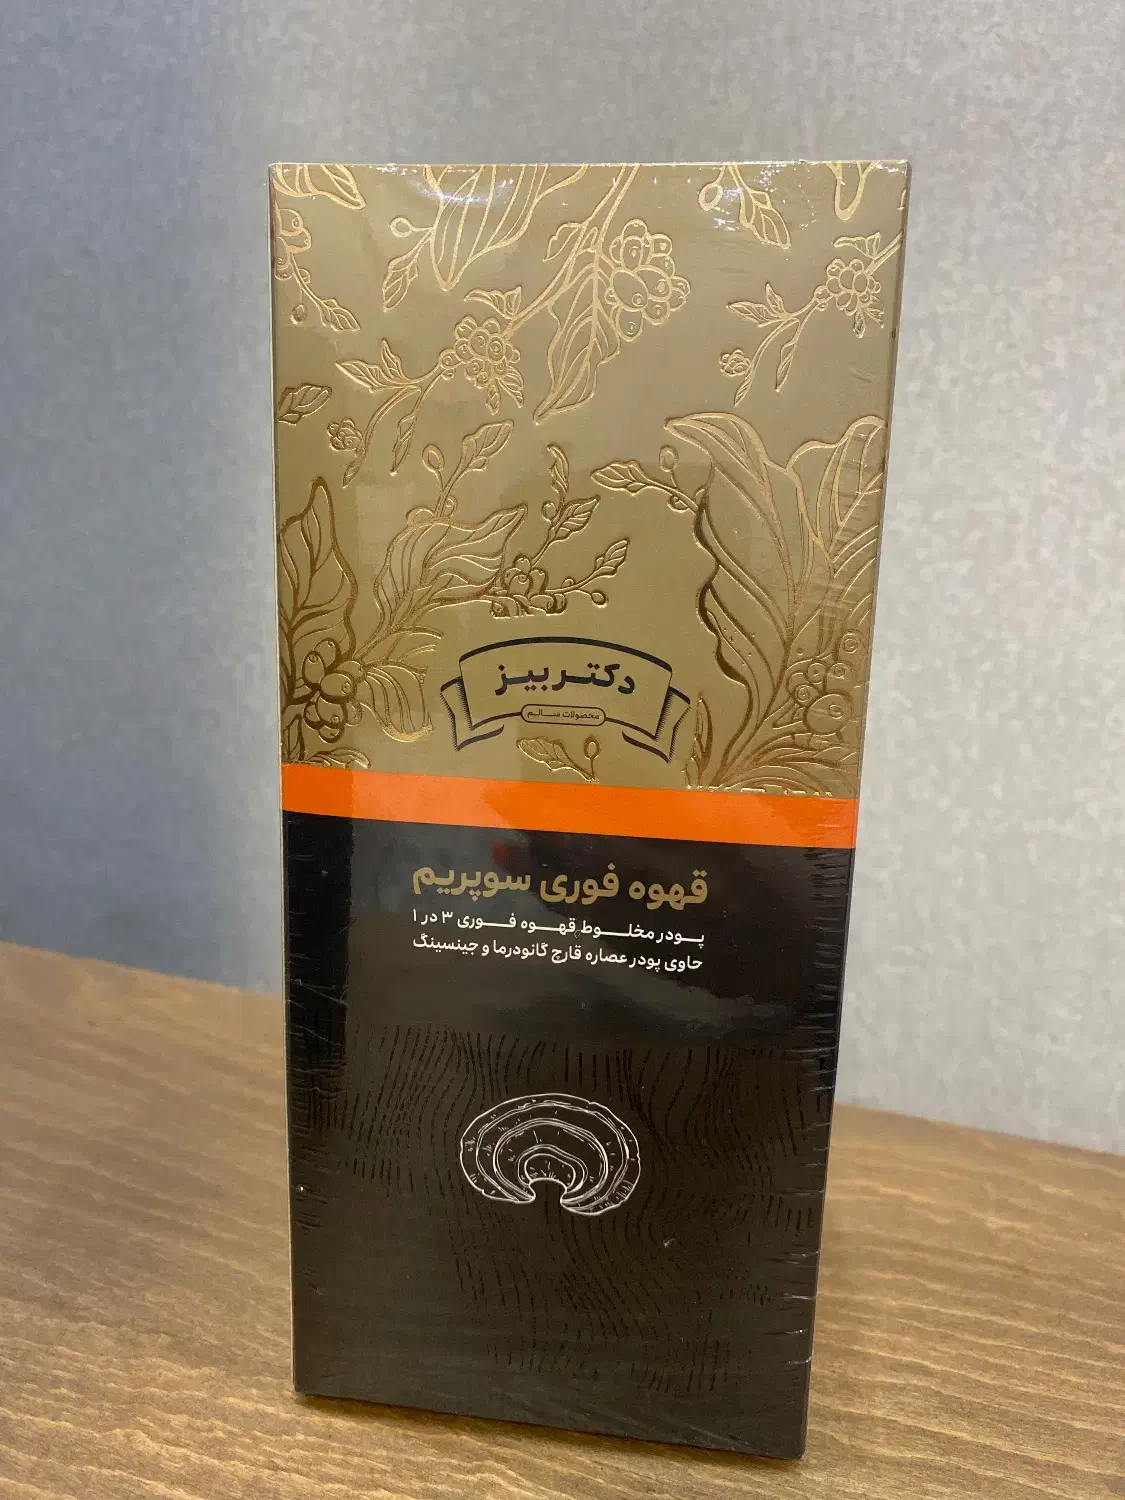 دکتر بیز
محصولات سالم
قهوه فوری سوپریم
پودر مخلوط قهوه فوری ۳ در ۱
حاوی پودر عصاره قارچ گانودرما و جینسینگ